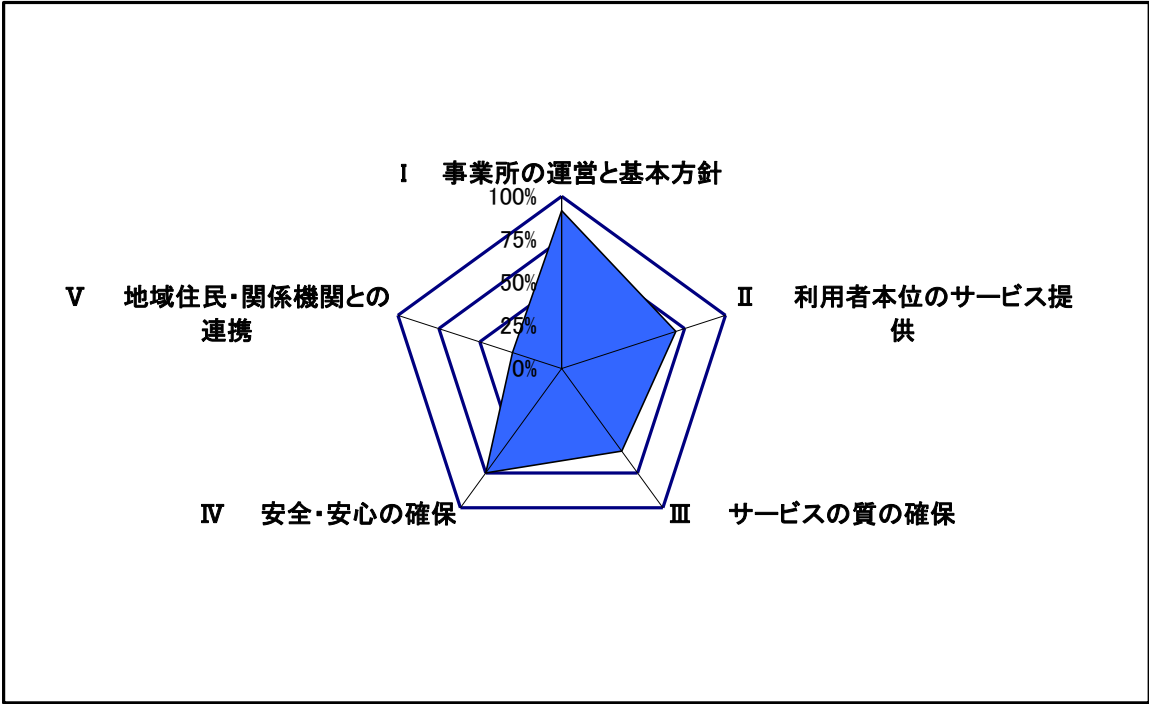 Ⅰ 事業所の運営と基本方針
100%
75%
50%
25%
0%
Ⅱ 利用者本位のサービス提
供
Ⅲ サービスの質の確保
Ⅳ 安全・安心の確保
Ⅴ 地域住民・関係機関との
連携